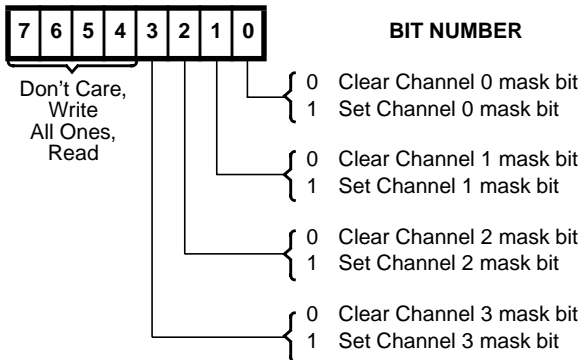 7 6 5 4 3 2 1 0 BIT NUMBER
Don't Care,
Write
All Ones,
Read
0 Clear Channel 0 mask bit
1 Set Channel 0 mask bit
0 Clear Channel 1 mask bit
1 Set Channel 1 mask bit
0 Clear Channel 2 mask bit
1 Set Channel 2 mask bit
0 Clear Channel 3 mask bit
1 Set Channel 3 mask bit